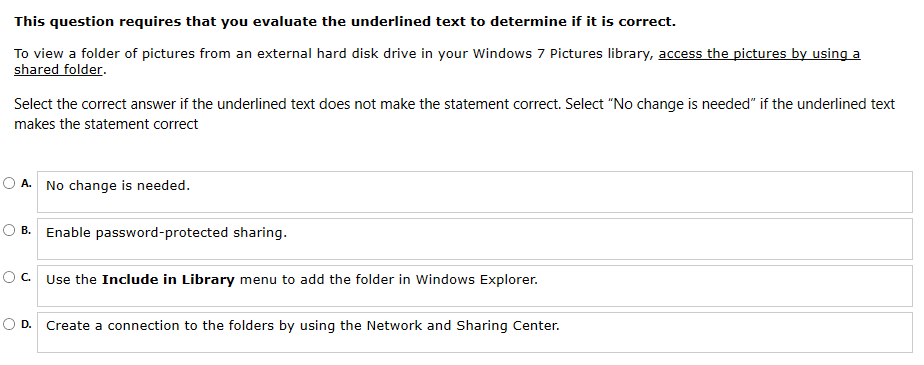 This question requires that you evaluate the underlined text to determine if it is correct.
To view a folder of pictures from an external hard disk drive in your Windows 7 Pictures library, access the pictures by using a
shared folder.
Select the correct answer if the underlined text does not make the statement correct. Select “No change is needed” if the underlined text
makes the statement correct
A. No change is needed.
B. Enable password-protected sharing.
C. Use the Include in Library menu to add the folder in Windows Explorer.
D. Create a connection to the folders by using the Network and Sharing Center.